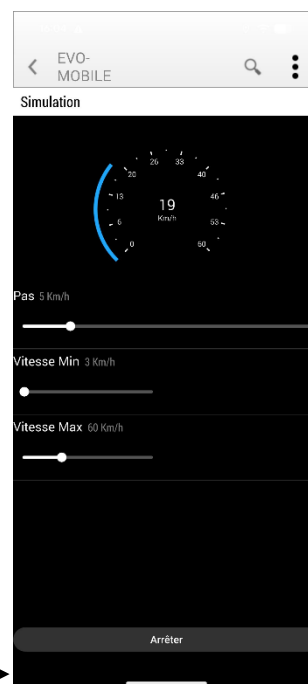 EVO-
MOBILE
Simulation
26 33
20 40
13 46
19
Km/h
6 53
0 60
Pas 5 Km/h
Vitesse Min 3 Km/h
Vitesse Max 60 Km/h
Arrêter